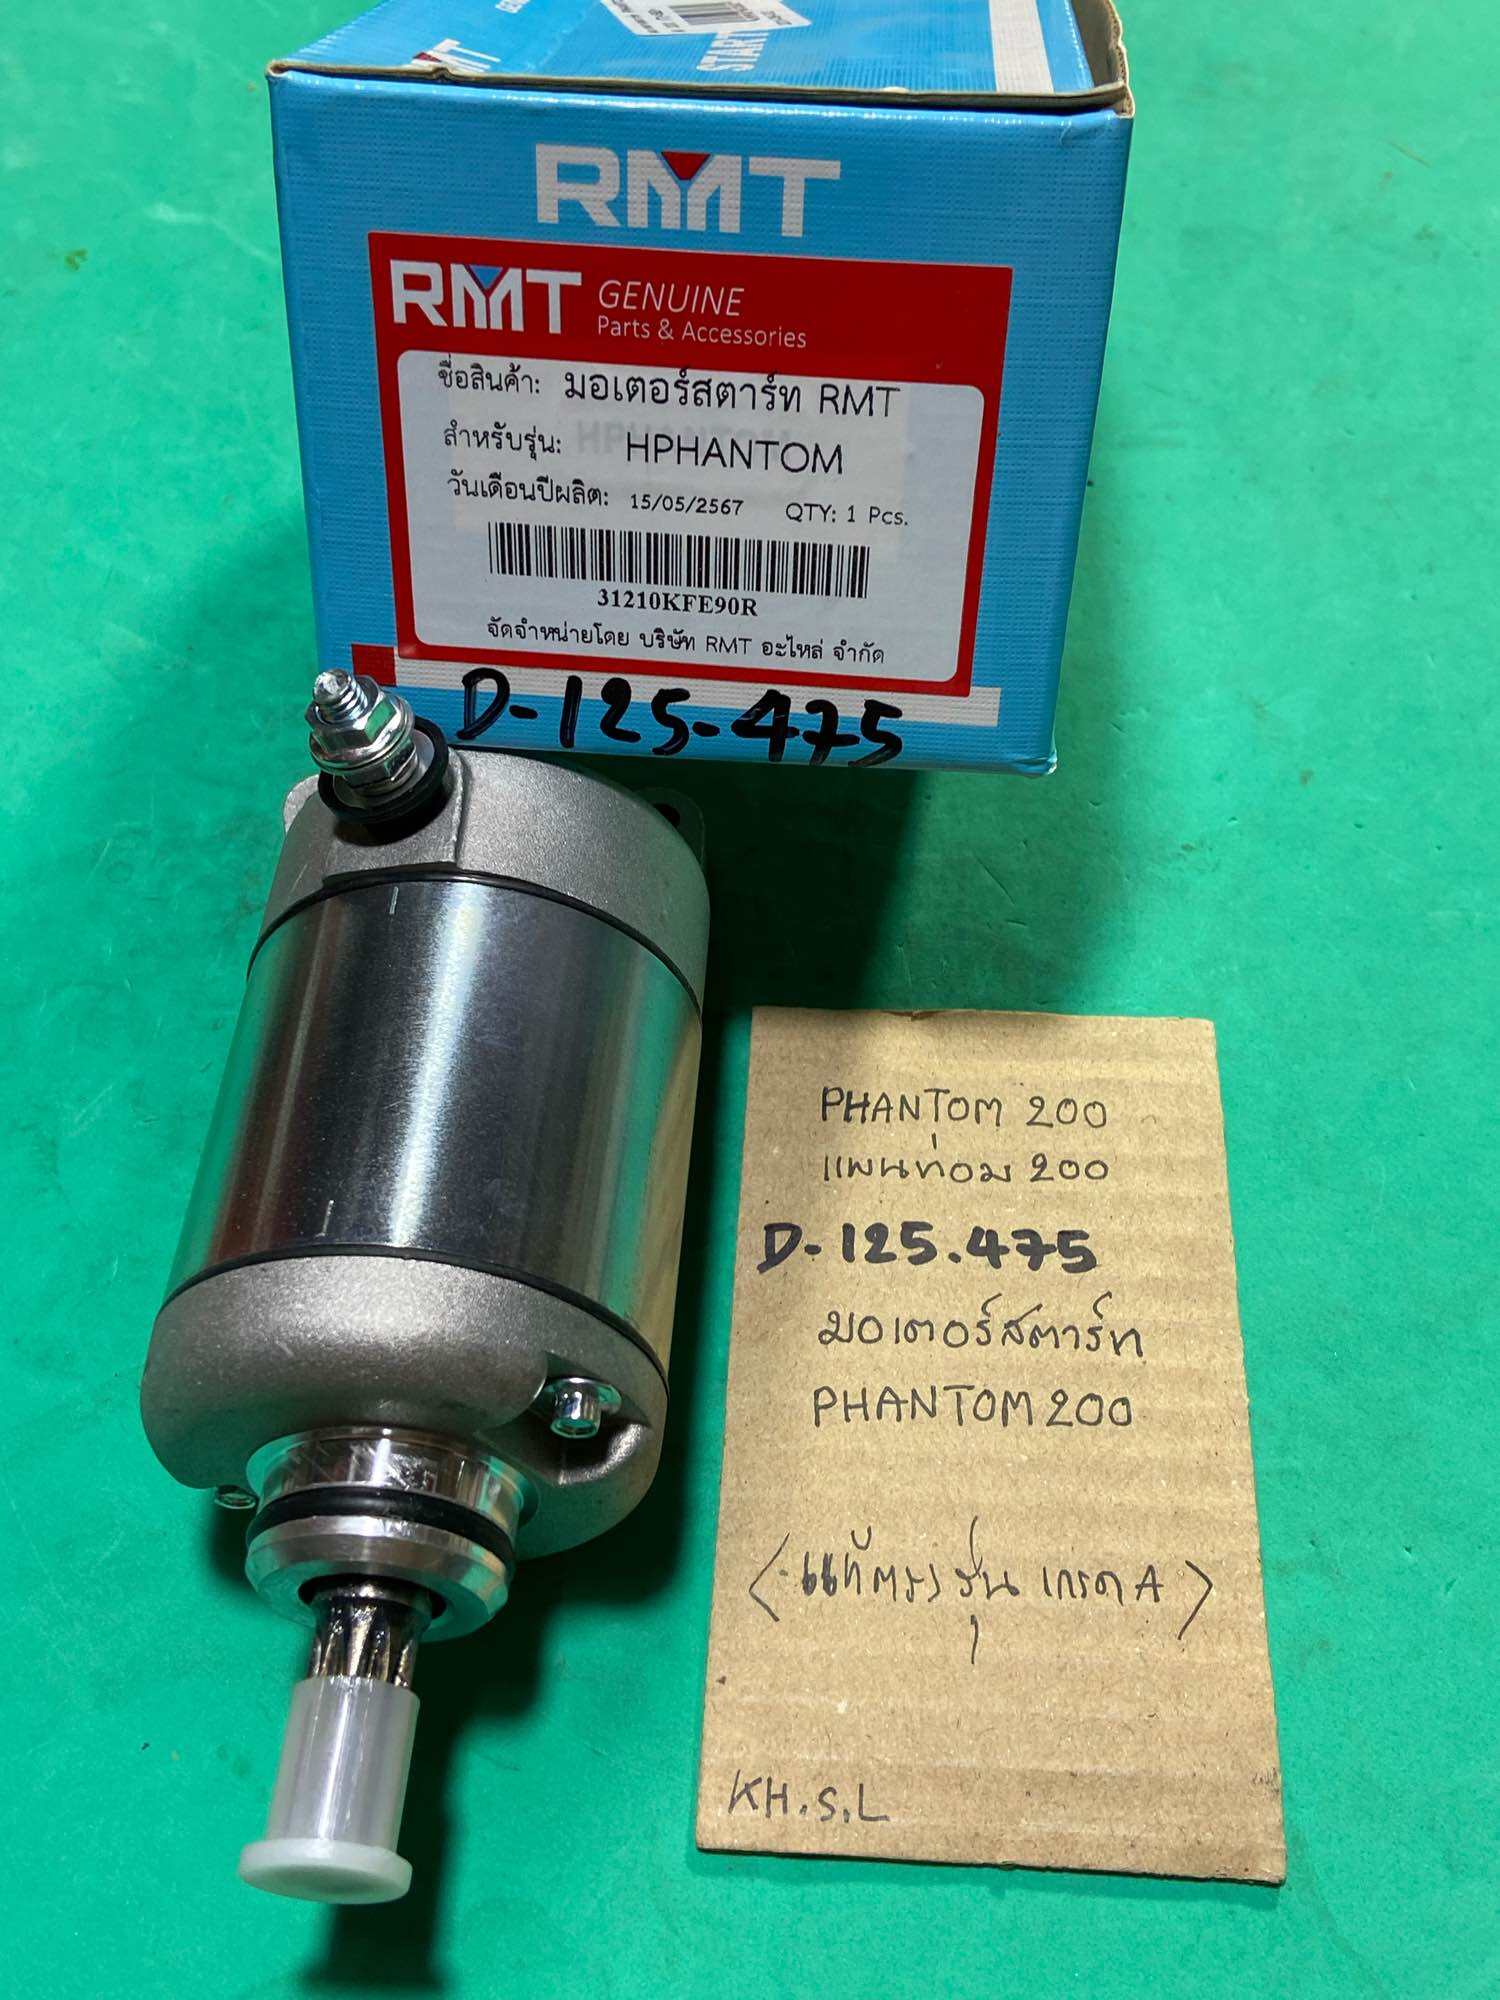 START
RMT
RMT GENUINE
Parts & Accessories
ชื่อสินค้า: มอเตอร์สตาร์ท RMT
สำหรับรุ่น: HPHANTOM
วันเดือนปีผลิต: 15/05/2567 QTY: 1 Pcs.
31210KFE90R
จัดจำหน่ายโดย บริษัท RMT อะไหล่ จำกัด
D-125-475
PHANTOM 200
แฟนท่อม 200
D-125.475
มอเตอร์สตาร์ท
PHANTOM 200
<แท้ตรงรุ่น เกรด A>
KH.S.L